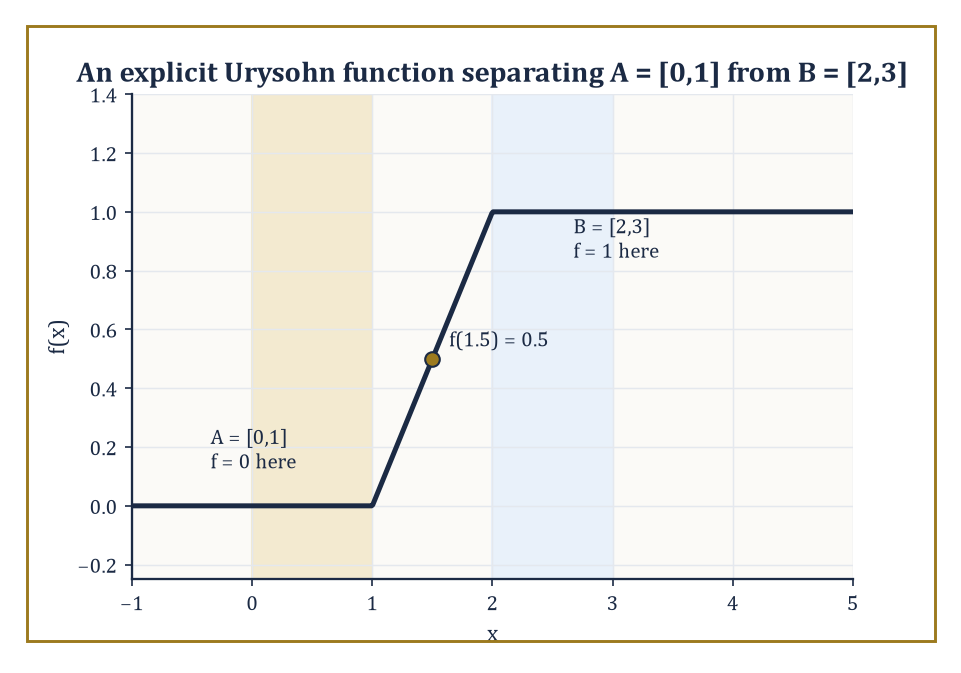 An explicit Urysohn function separating A = [0,1] from B = [2,3]
1.4
1.2
1.0
B = [2,3]
f = 1 here
0.8
f(x)
0.6
f(1.5) = 0.5
0.4
A = [0,1]
0.2
f = 0 here
0.0
−0.2
−1 0 1 2 3 4 5
x